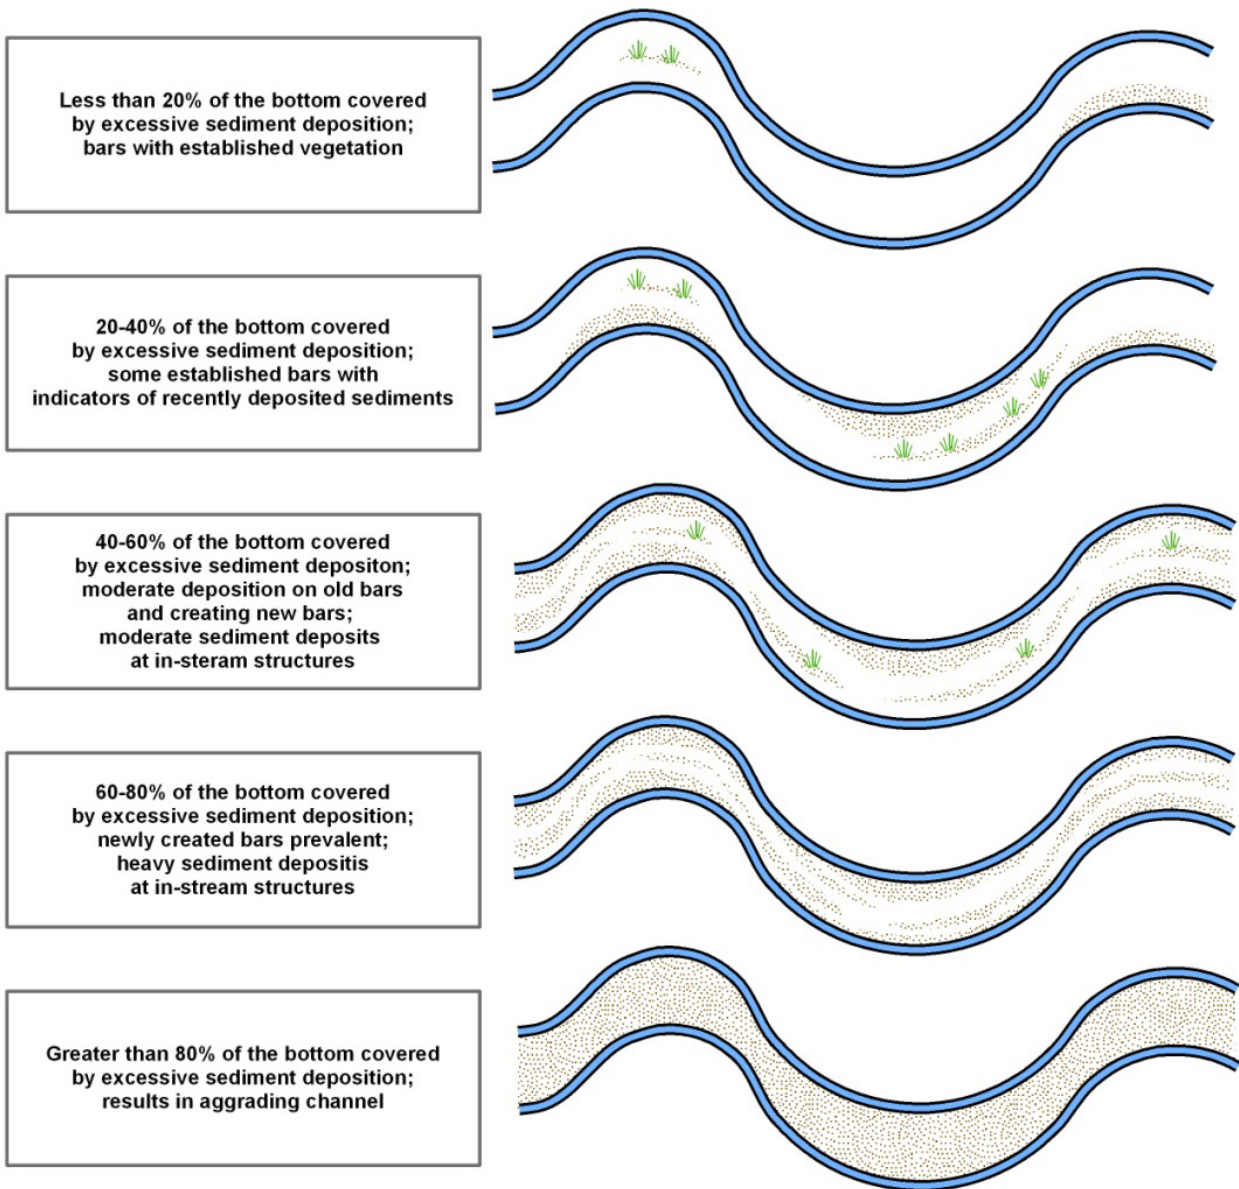 Less than 20% of the bottom covered
by excessive sediment deposition;
bars with established vegetation
20-40% of the bottom covered
by excessive sediment deposition;
some established bars with
indicators of recently deposited sediments
40-60% of the bottom covered
by excessive sediment depositon;
moderate deposition on old bars
and creating new bars;
moderate sediment deposits
at in-steram structures
60-80% of the bottom covered
by excessive sediment deposition;
newly created bars prevalent;
heavy sediment depositis
at in-stream structures
Greater than 80% of the bottom covered
by excessive sediment deposition;
results in aggrading channel